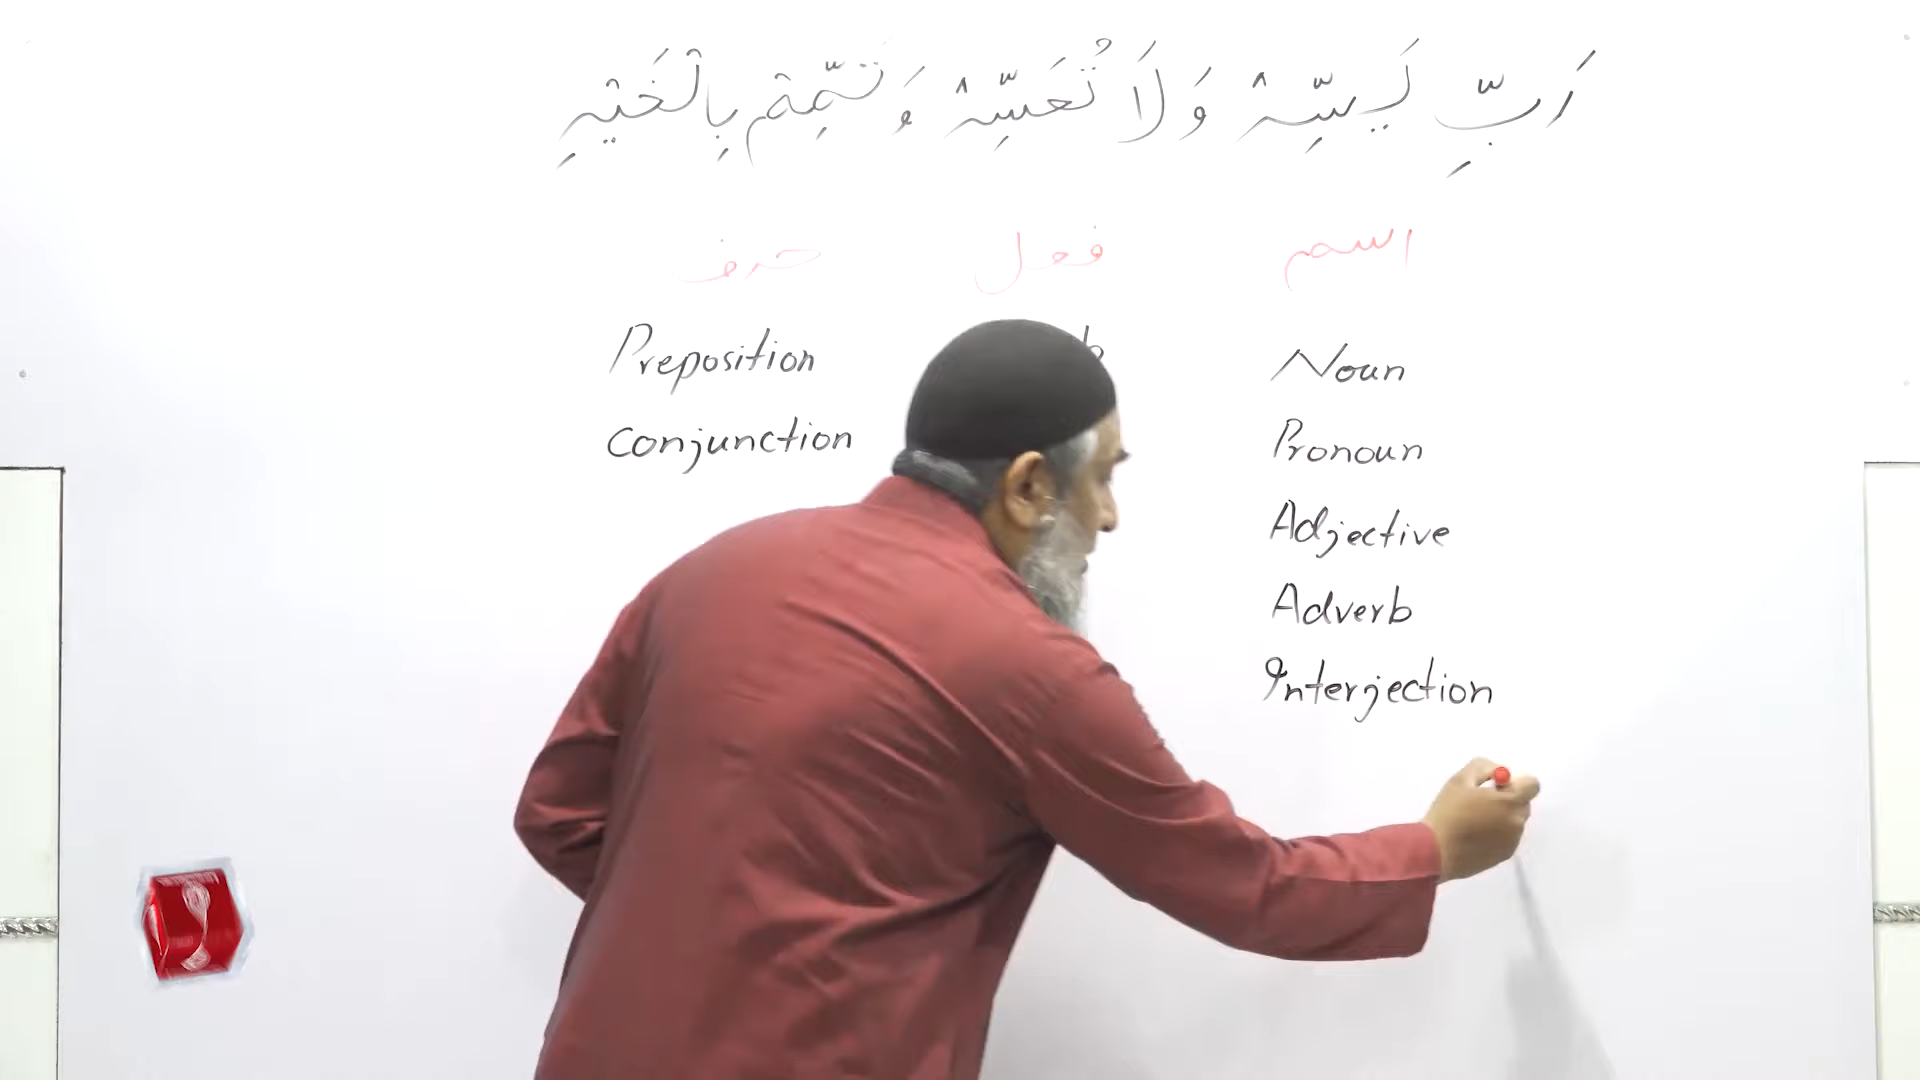 رَبِّ يَسِّرْ وَلَا تُعَسِّرْ وَتَمِّمْ بِالْخَيْرِ
اسم فعل حرف
Noun
Pronoun
Adjective
Adverb
Interjection
Preposition
Conjunction